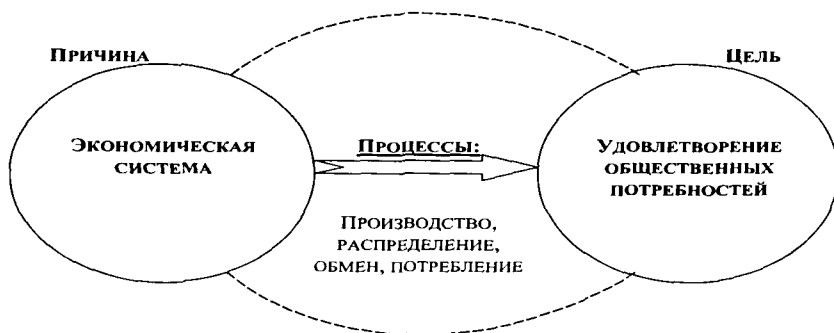 ПРИЧИНА
ЦЕЛЬ
ЭКОНОМИЧЕСКАЯ
СИСТЕМА
ПРОЦЕССЫ:
УДОВЛЕТВОРЕНИЕ
ОБЩЕСТВЕННЫХ
ПОТРЕБНОСТЕЙ
ПРОИЗВОДСТВО,
РАСПРЕДЕЛЕНИЕ,
ОБМЕН, ПОТРЕБЛЕНИЕ